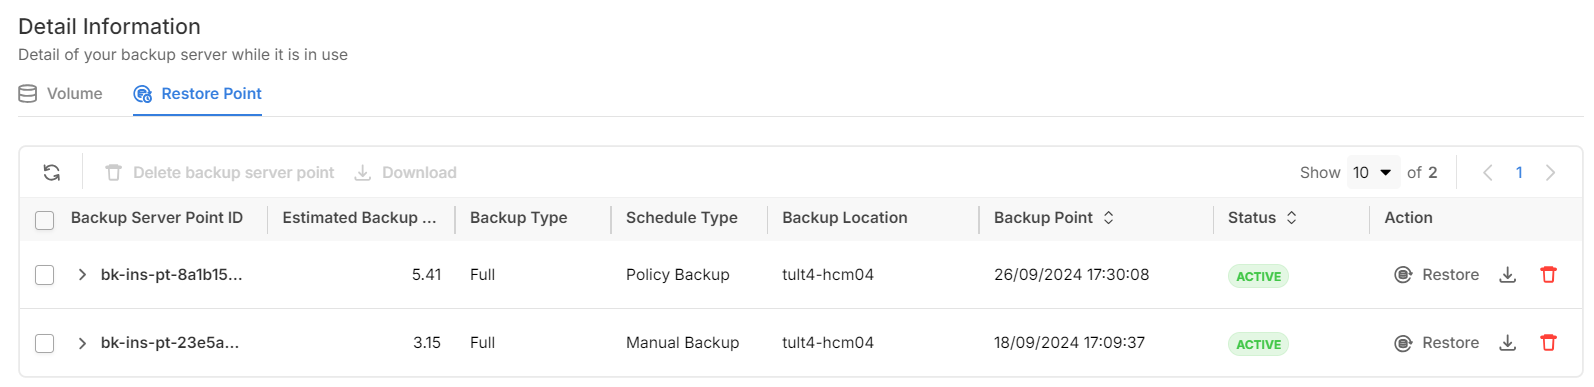 Detail Information
Detail of your backup server while it is in use
Volume Restore Point
Delete backup server point Download Show 10 of 2 1
Backup Server Point ID Estimated Backup ... Backup Type Schedule Type Backup Location Backup Point Status Action
bk-ins-pt-8a1b15... 5.41 Full Policy Backup tult4-hcm04 26/09/2024 17:30:08 ACTIVE Restore
bk-ins-pt-23e5a... 3.15 Full Manual Backup tult4-hcm04 18/09/2024 17:09:37 ACTIVE Restore